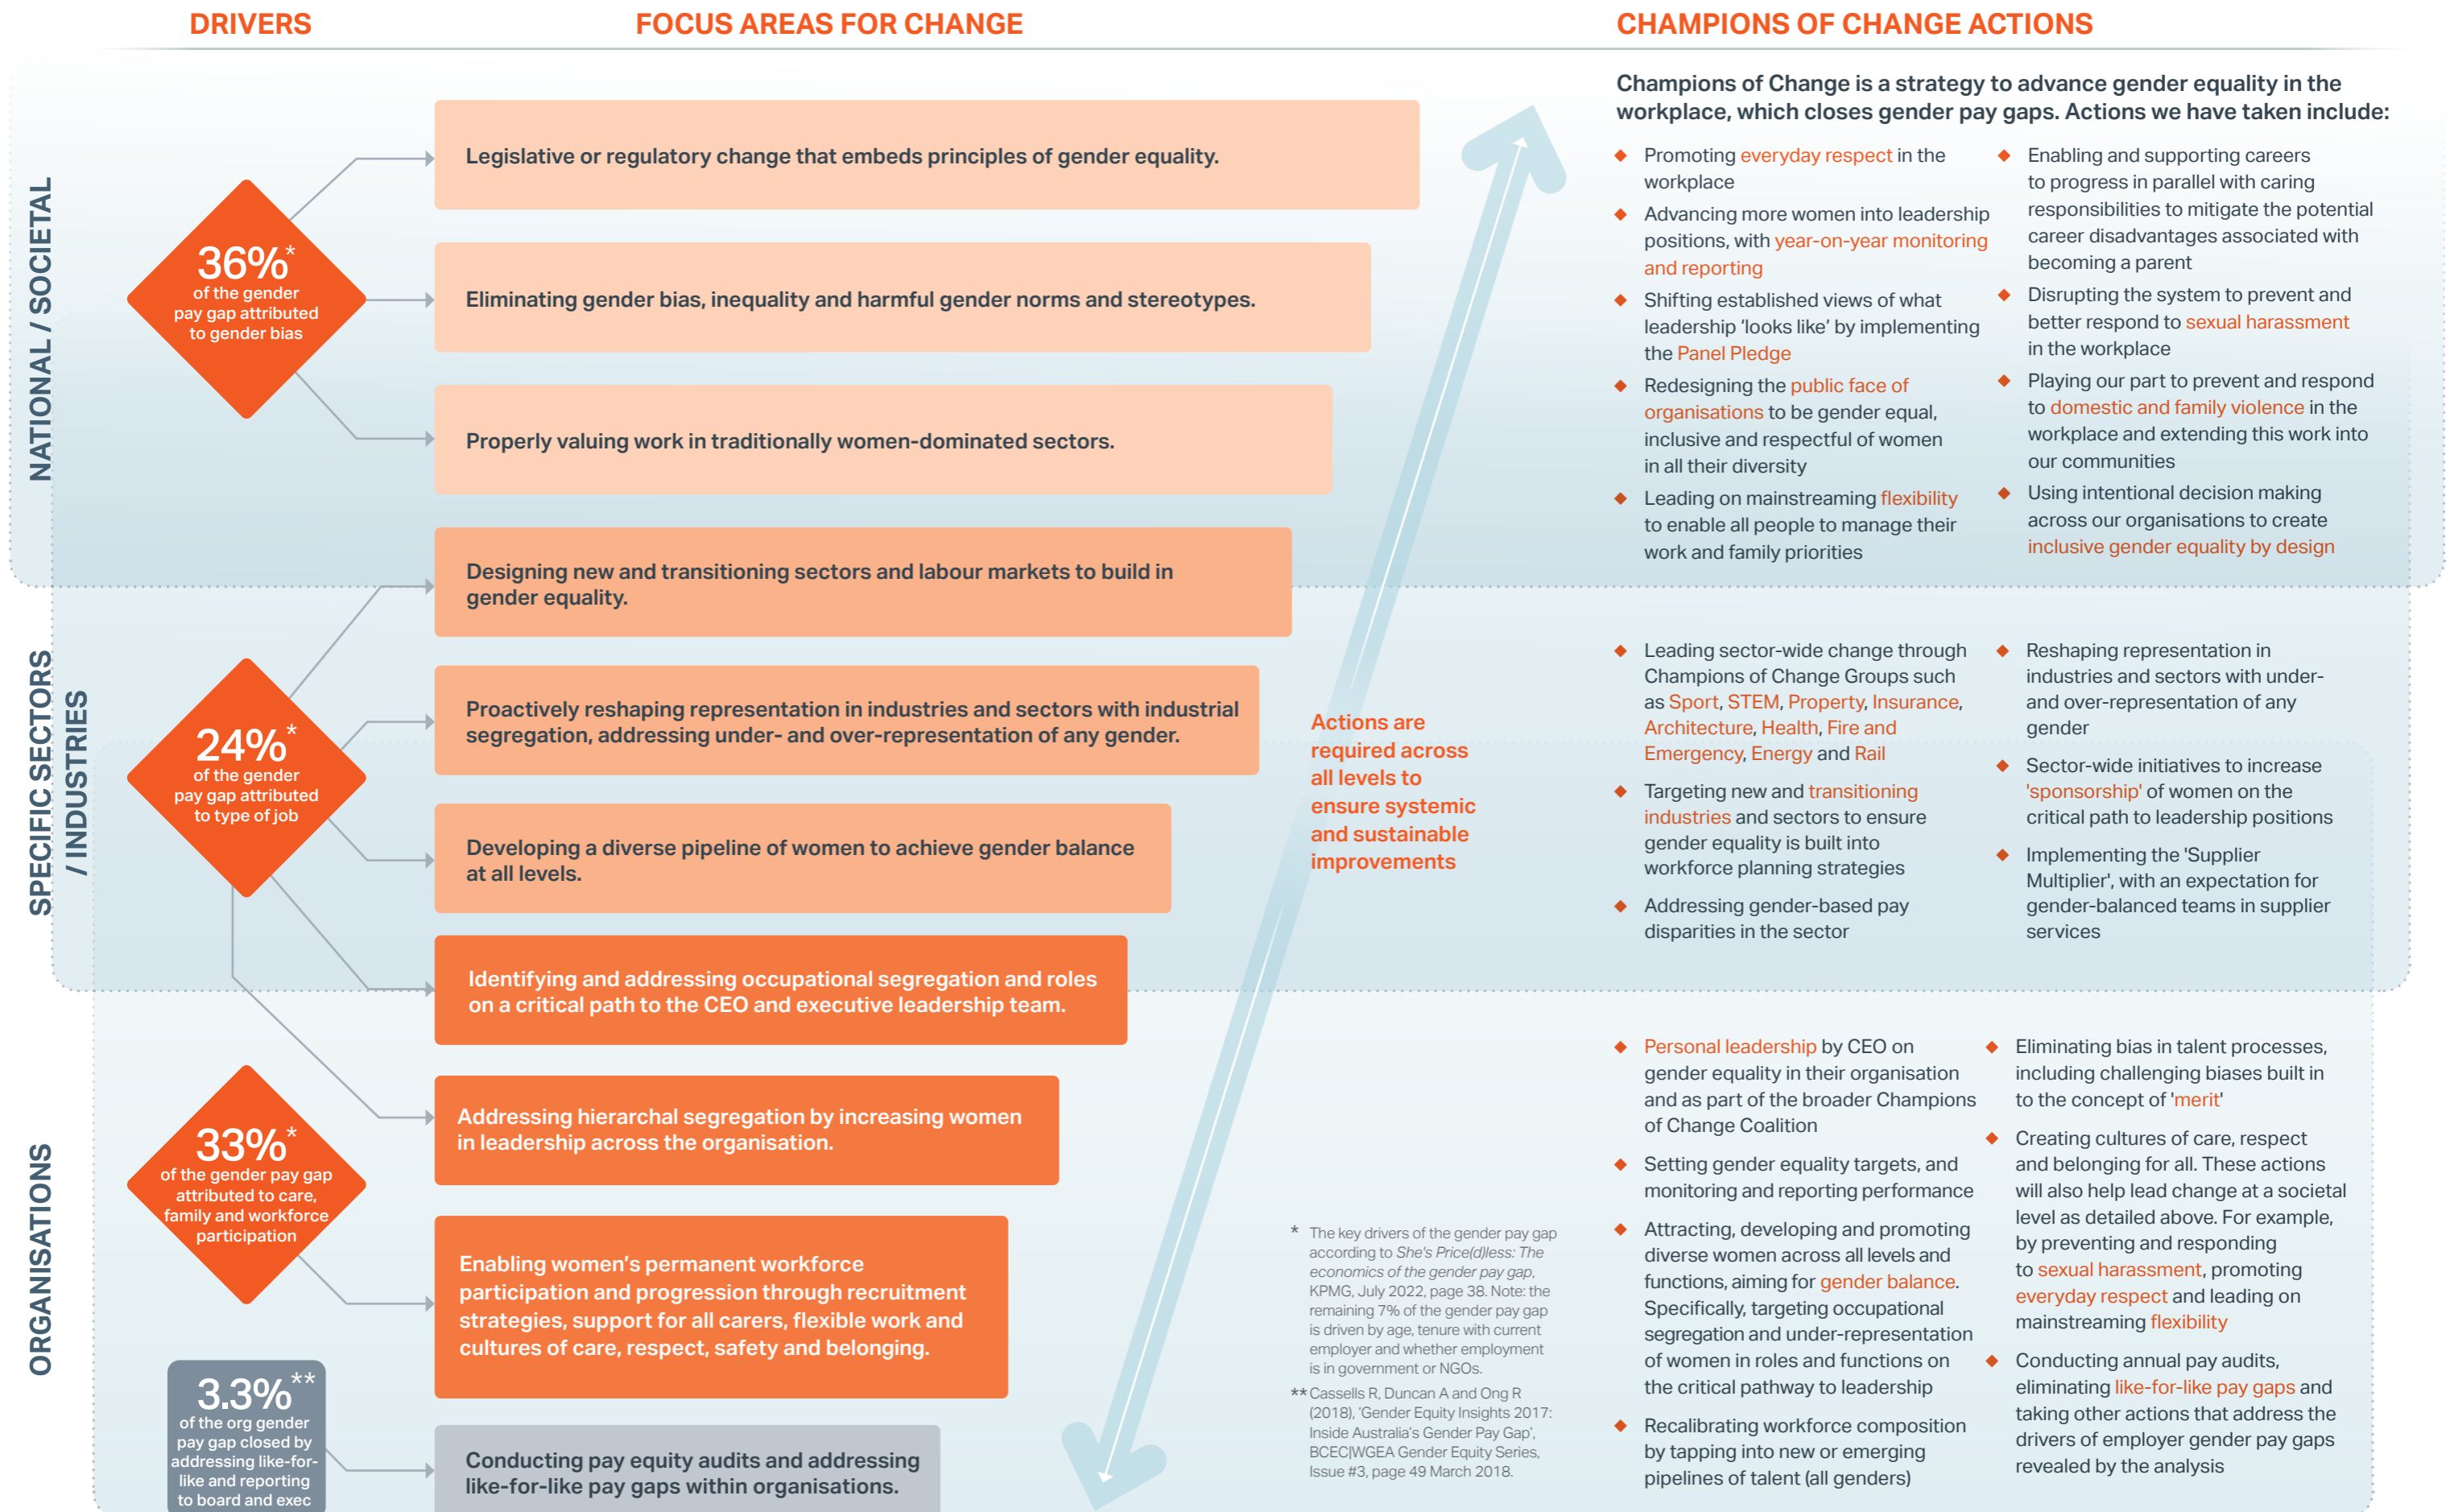 DRIVERS
FOCUS AREAS FOR CHANGE
CHAMPIONS OF CHANGE ACTIONS
NATIONAL / SOCIETAL
36%*
of the gender
pay gap attributed
to gender bias
Legislative or regulatory change that embeds principles of gender equality.
Eliminating gender bias, inequality and harmful gender norms and stereotypes.
Properly valuing work in traditionally women-dominated sectors.
Champions of Change is a strategy to advance gender equality in the
workplace, which closes gender pay gaps. Actions we have taken include:
Promoting everyday respect in the
workplace
Advancing more women into leadership
positions, with year-on-year monitoring
and reporting
Shifting established views of what
leadership ‘looks like’ by implementing
the Panel Pledge
Redesigning the public face of
organisations to be gender equal,
inclusive and respectful of women
in all their diversity
Leading on mainstreaming flexibility
to enable all people to manage their
work and family priorities
Enabling and supporting careers
to progress in parallel with caring
responsibilities to mitigate the potential
career disadvantages associated with
becoming a parent
Disrupting the system to prevent and
better respond to sexual harassment
in the workplace
Playing our part to prevent and respond
to domestic and family violence in the
workplace and extending this work into
our communities
Using intentional decision making
across our organisations to create
inclusive gender equality by design
SPECIFIC SECTORS
/ INDUSTRIES
24%*
of the gender
pay gap attributed
to type of job
Designing new and transitioning sectors and labour markets to build in
gender equality.
Proactively reshaping representation in industries and sectors with industrial
segregation, addressing under- and over-representation of any gender.
Developing a diverse pipeline of women to achieve gender balance
at all levels.
Identifying and addressing occupational segregation and roles
on a critical path to the CEO and executive leadership team.
Actions are
required across
all levels to
ensure systemic
and sustainable
improvements
Leading sector-wide change through
Champions of Change Groups such
as Sport, STEM, Property, Insurance,
Architecture, Health, Fire and
Emergency, Energy and Rail
Targeting new and transitioning
industries and sectors to ensure
gender equality is built into
workforce planning strategies
Addressing gender-based pay
disparities in the sector
Reshaping representation in
industries and sectors with under-
and over-representation of any
gender
Sector-wide initiatives to increase
'sponsorship' of women on the
critical path to leadership positions
Implementing the 'Supplier
Multiplier', with an expectation for
gender-balanced teams in supplier
services
ORGANISATIONS
33%*
of the gender pay gap
attributed to care,
family and workforce
participation
Addressing hierarchal segregation by increasing women
in leadership across the organisation.
Enabling women’s permanent workforce
participation and progression through recruitment
strategies, support for all carers, flexible work and
cultures of care, respect, safety and belonging.
3.3%**
of the org gender
pay gap closed by
addressing like-for-
like and reporting
to board and exec
Conducting pay equity audits and addressing
like-for-like pay gaps within organisations.
* The key drivers of the gender pay gap
according to She's Price(d)less: The
economics of the gender pay gap,
KPMG, July 2022, page 38. Note: the
remaining 7% of the gender pay gap
is driven by age, tenure with current
employer and whether employment
is in government or NGOs.
** Cassells R, Duncan A and Ong R
(2018), ‘Gender Equity Insights 2017:
Inside Australia’s Gender Pay Gap’,
BCEC|WGEA Gender Equity Series,
Issue #3, page 49 March 2018.
Personal leadership by CEO on
gender equality in their organisation
and as part of the broader Champions
of Change Coalition
Setting gender equality targets, and
monitoring and reporting performance
Attracting, developing and promoting
diverse women across all levels and
functions, aiming for gender balance.
Specifically, targeting occupational
segregation and under-representation
of women in roles and functions on
the critical pathway to leadership
Recalibrating workforce composition
by tapping into new or emerging
pipelines of talent (all genders)
Eliminating bias in talent processes,
including challenging biases built in
to the concept of 'merit'
Creating cultures of care, respect
and belonging for all. These actions
will also help lead change at a societal
level as detailed above. For example,
by preventing and responding
to sexual harassment, promoting
everyday respect and leading on
mainstreaming flexibility
Conducting annual pay audits,
eliminating like-for-like pay gaps and
taking other actions that address the
drivers of employer gender pay gaps
revealed by the analysis